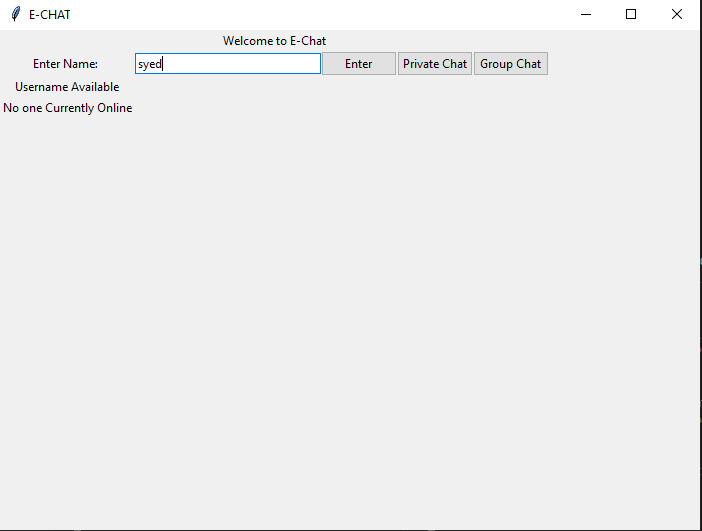 E-CHAT
Welcome to E-Chat
Enter Name: syed Enter Private Chat Group Chat
Username Available
No one Currently Online